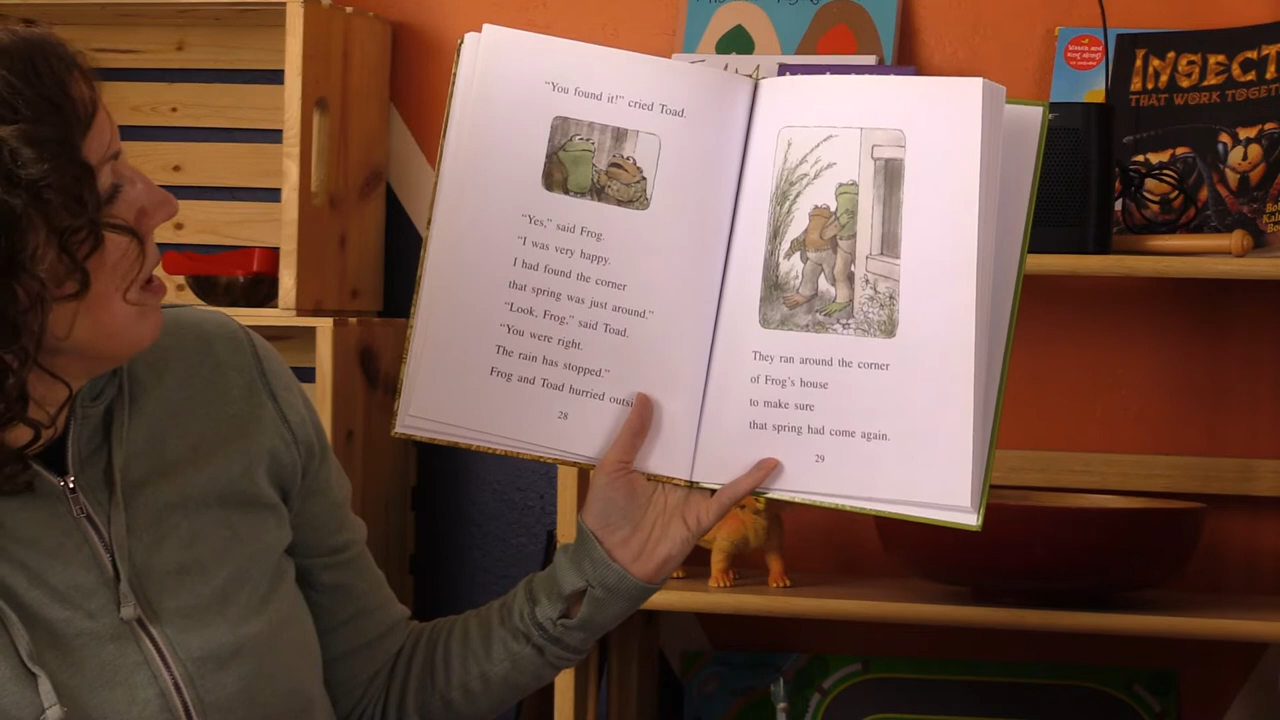 “You found it!” cried Toad.
“Yes,” said Frog.
“I was very happy.
I had found the corner
that spring was just around.”
“Look, Frog,” said Toad.
“You were right.
The rain has stopped.”
Frog and Toad hurried
28
They ran around the corner
of Frog’s house
to make sure
that spring had come again.
29
INSECT
THAT WORK